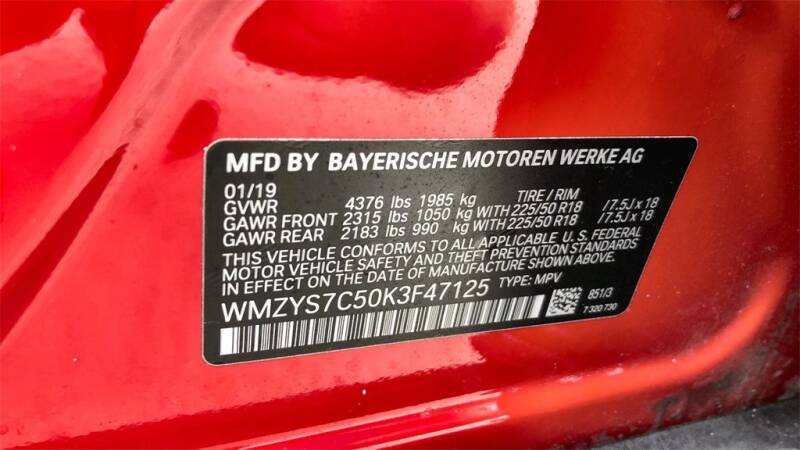 MFD BY BAYERISCHE MOTOREN WERKE AG
01/19 TIRE / RIM
GVWR 4376 lbs 1985 kg
GAWR FRONT 2315 lbs 1050 kg WITH 225/50 R18 /7.5J x 18
GAWR REAR 2183 lbs 990 kg WITH 225/50 R18 /7.5J x 18
THIS VEHICLE CONFORMS TO ALL APPLICABLE U.S. FEDERAL
MOTOR VEHICLE SAFETY AND THEFT PREVENTION STANDARDS
IN EFFECT ON THE DATE OF MANUFACTURE SHOWN ABOVE.
WMZYS7C50K3F47125 TYPE: MPV
851/3
7 320 730